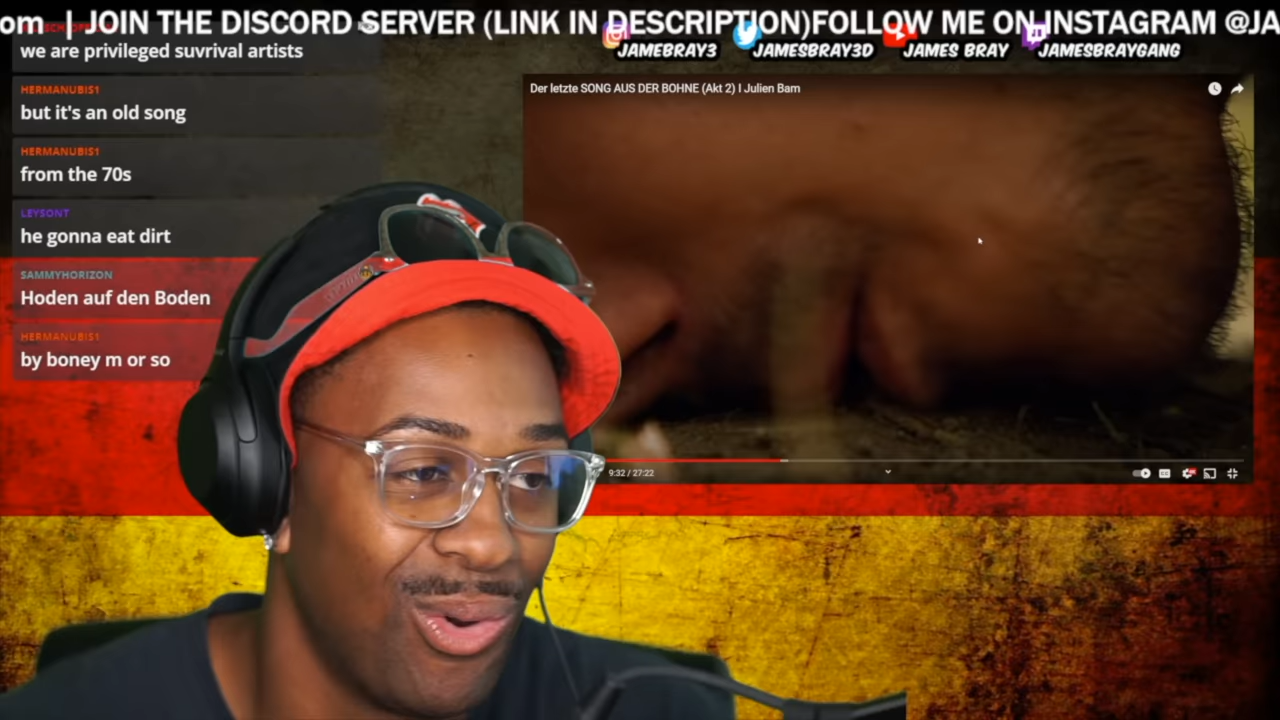 om | JOIN THE DISCORD SERVER (LINK IN DESCRIPTION)FOLLOW ME ON INSTAGRAM @JA
JAMEBRAY3
JAMESBRAY3D
JAMES BRAY
JAMESBRAYGANG
we are privileged suvrival artists
HERMANUBIS1
but it's an old song
HERMANUBIS1
from the 70s
LEYSONT
he gonna eat dirt
SAMMYHORIZON
Hoden auf den Boden
HERMANUBIS1
by boney m or so
Der letzte SONG AUS DER BOHNE (Akt 2) I Julien Bam
9:32 / 27:22